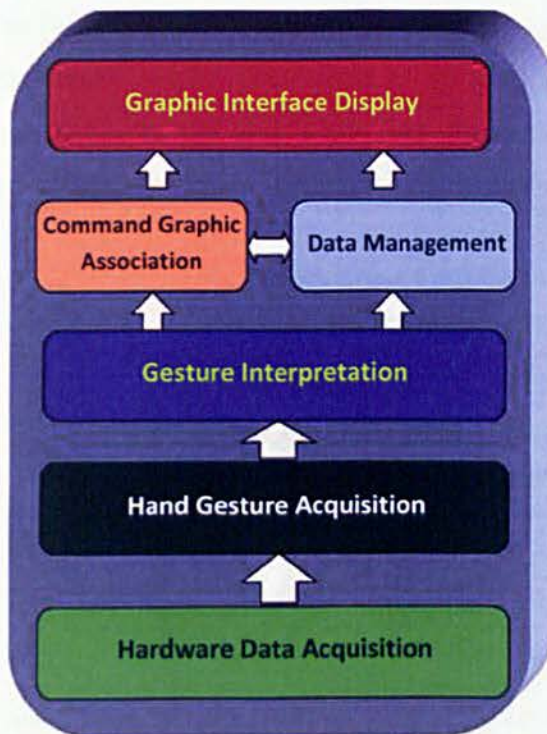 Graphic Interface Display
Command Graphic
Association
Data Management
Gesture Interpretation
Hand Gesture Acquisition
Hardware Data Acquisition